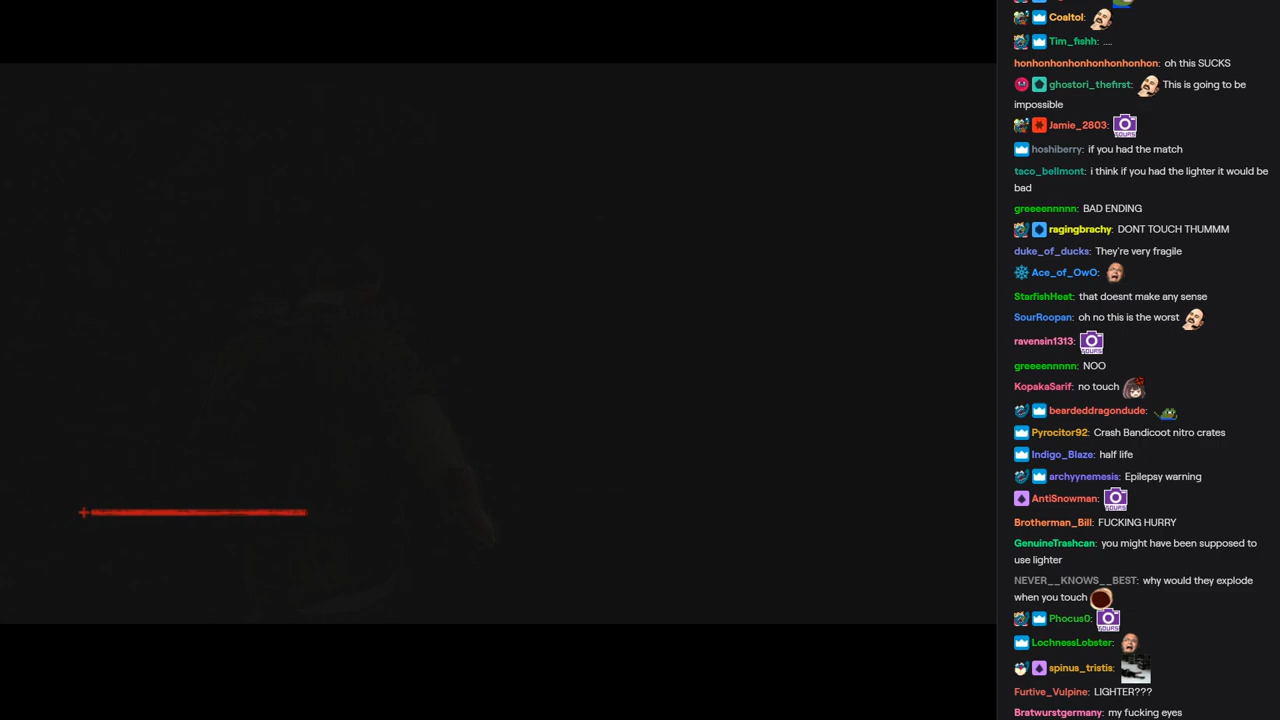 Coaltol:
Tim_fishh: ....
honhonhonhonhonhonhonhon: oh this SUCKS
ghostori_thefirst: This is going to be
impossible
Jamie_2803: SOURS
hoshiberry: if you had the match
taco_bellmont: i think if you had the lighter it would be
bad
greeeennnnn: BAD ENDING
ragingbrachy: DONT TOUCH THUMMM
duke_of_ducks: They're very fragile
Ace_of_OwO:
StarfishHeat: that doesnt make any sense
SourRoopan: oh no this is the worst
ravensin1313: SOURS
greeeennnnn: NOO
KopakaSarif: no touch
beardeddragondude:
Pyrocitor92: Crash Bandicoot nitro crates
Indigo_Blaze: half life
archyynemesis: Epilepsy warning
AntiSnowman: SOURS
Brotherman_Bill: FUCKING HURRY
GenuineTrashcan: you might have been supposed to
use lighter
NEVER__KNOWS__BEST: why would they explode
when you touch
Phocus0: SOURS
LochnessLobster:
spinus_tristis:
Furtive_Vulpine: LIGHTER???
Bratwurstgermany: my fucking eyes